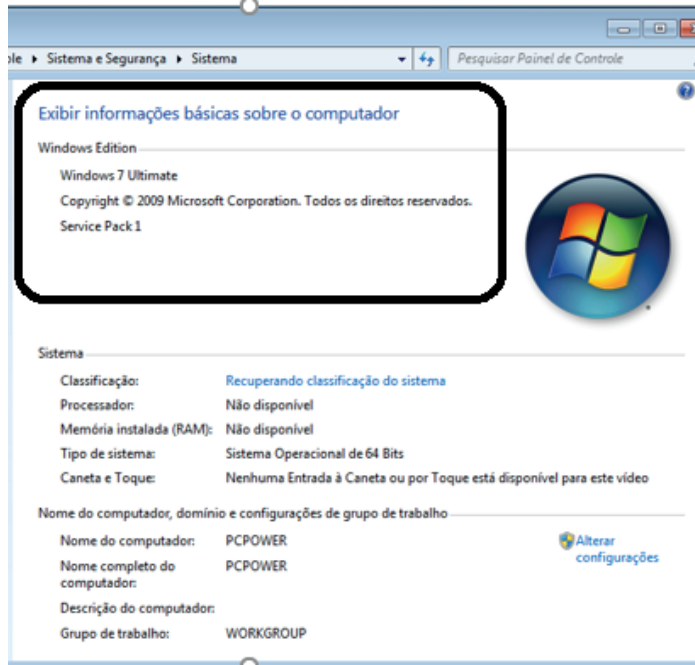 ole ▸ Sistema e Segurança ▸ Sistema
Pesquisar Painel de Controle
Exibir informações básicas sobre o computador
Windows Edition
Windows 7 Ultimate
Copyright © 2009 Microsoft Corporation. Todos os direitos reservados.
Service Pack 1
Sistema
Classificação: Recuperando classificação do sistema
Processador: Não disponível
Memória instalada (RAM): Não disponível
Tipo de sistema: Sistema Operacional de 64 Bits
Caneta e Toque: Nenhuma Entrada à Caneta ou por Toque está disponível para este vídeo
Nome do computador, domínio e configurações de grupo de trabalho
Nome do computador: PCPOWER
Alterar
configurações
Nome completo do PCPOWER
computador:
Descrição do computador:
Grupo de trabalho: WORKGROUP